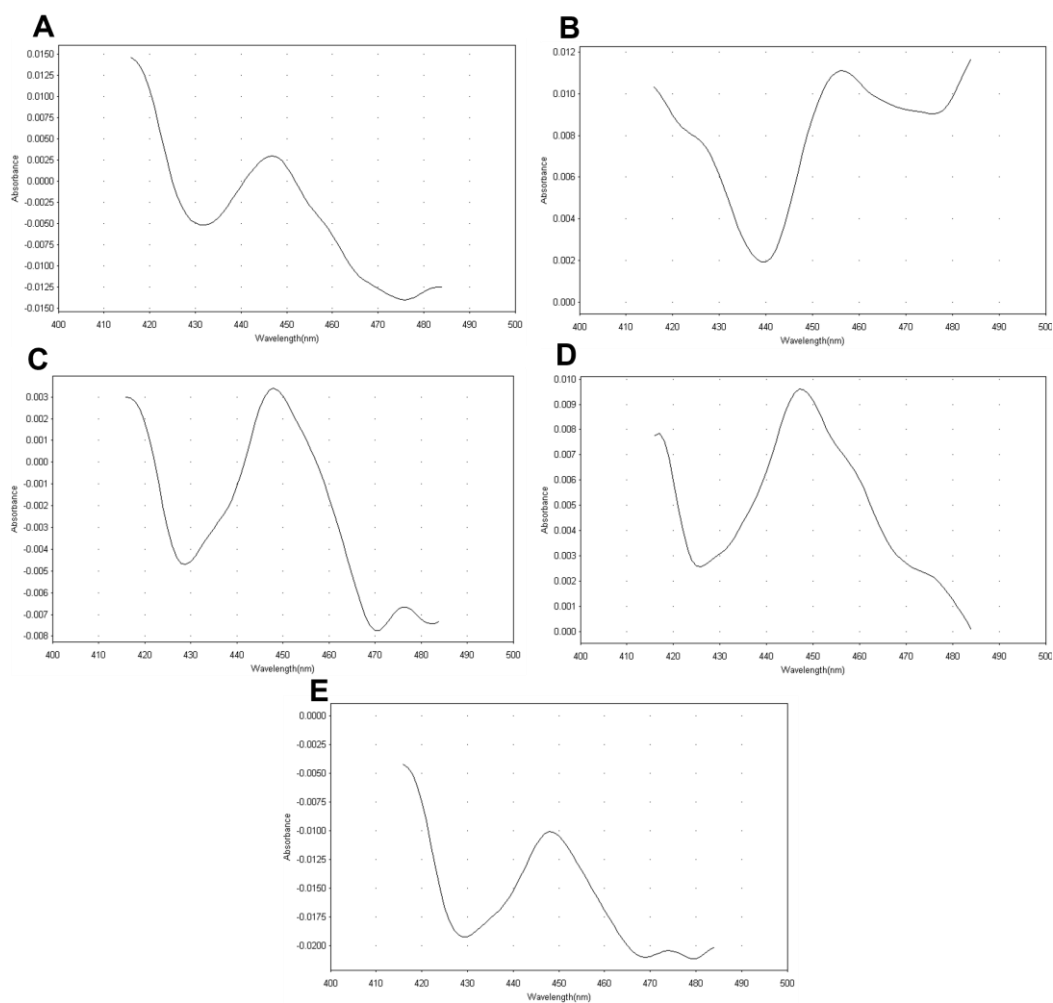 A
0.0150
0.0125
0.0100
0.0075
0.0050
0.0025
0.0000
-0.0025
-0.0050
-0.0075
-0.0100
-0.0125
-0.0150
Absorbance
400 410 420 430 440 450 460 470 480 490 500
Wavelength(nm)
B
0.012
0.010
0.008
0.006
0.004
0.002
0.000
Absorbance
400 410 420 430 440 450 460 470 480 490 500
Wavelength(nm)
C
0.003
0.002
0.001
0.000
-0.001
-0.002
-0.003
-0.004
-0.005
-0.006
-0.007
-0.008
Absorbance
400 410 420 430 440 450 460 470 480 490 500
Wavelength(nm)
D
0.010
0.009
0.008
0.007
0.006
0.005
0.004
0.003
0.002
0.001
0.000
Absorbance
400 410 420 430 440 450 460 470 480 490 500
Wavelength(nm)
E
0.0000
-0.0025
-0.0050
-0.0075
-0.0100
-0.0125
-0.0150
-0.0175
-0.0200
Absorbance
400 410 420 430 440 450 460 470 480 490 500
Wavelength(nm)